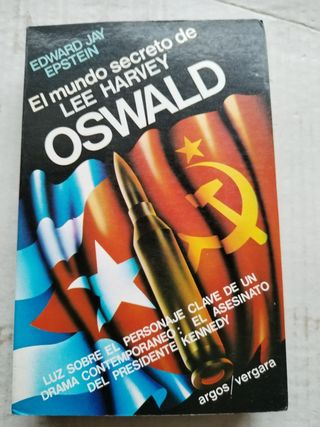 EDWARD JAY
EPSTEIN
El mundo secreto de
LEE HARVEY
OSWALD
LUZ SOBRE EL PERSONAJE CLAVE DE UN
DRAMA CONTEMPORANEO: EL ASESINATO
DEL PRESIDENTE KENNEDY
argos/vergara